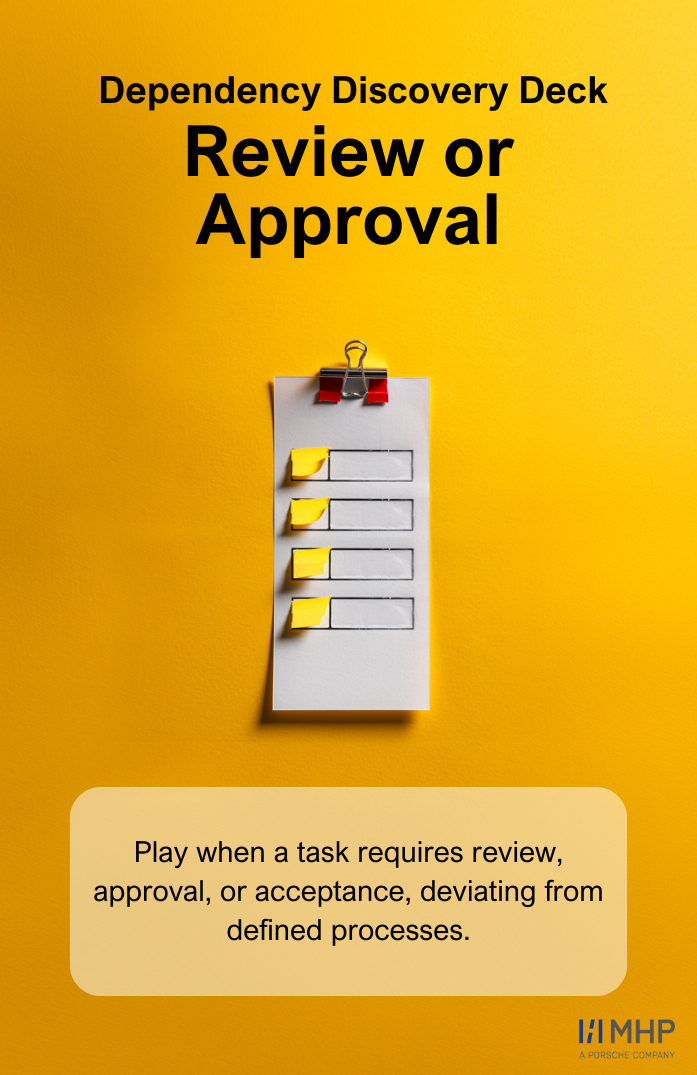 Dependency Discovery Deck
Review or
Approval
Play when a task requires review,
approval, or acceptance, deviating from
defined processes.
MHP
A PORSCHE COMPANY